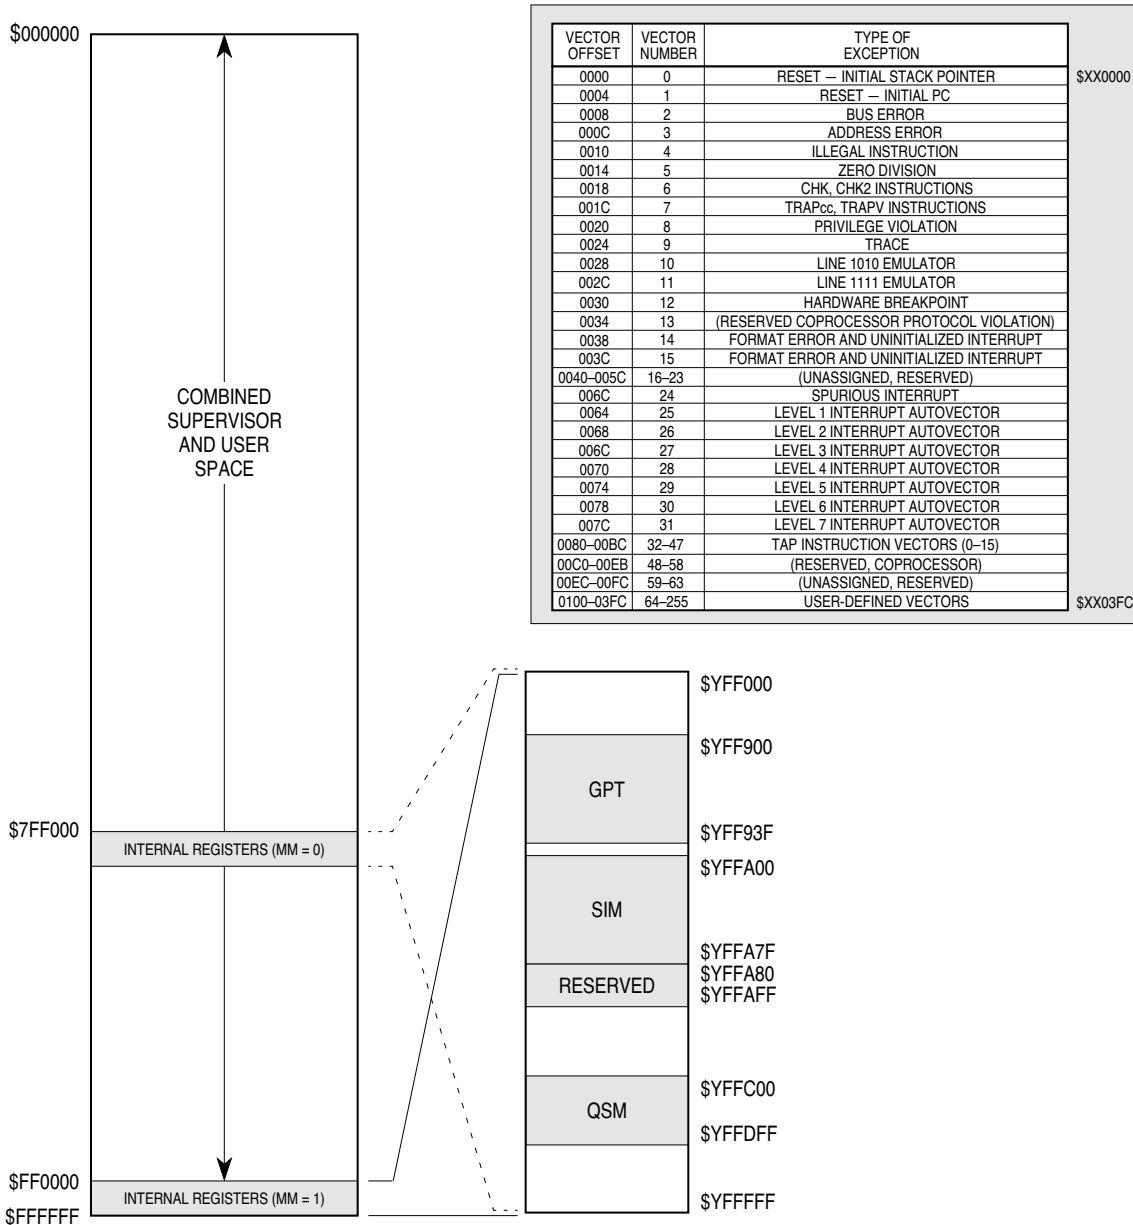 $000000
COMBINED
SUPERVISOR
AND USER
SPACE
$7FF000
INTERNAL REGISTERS (MM = 0)
$FF0000
INTERNAL REGISTERS (MM = 1)
$FFFFFF
VECTOR OFFSET VECTOR NUMBER TYPE OF EXCEPTION
0000 0 RESET — INITIAL STACK POINTER $XX0000
0004 1 RESET — INITIAL PC
0008 2 BUS ERROR
000C 3 ADDRESS ERROR
0010 4 ILLEGAL INSTRUCTION
0014 5 ZERO DIVISION
0018 6 CHK, CHK2 INSTRUCTIONS
001C 7 TRAPcc, TRAPV INSTRUCTIONS
0020 8 PRIVILEGE VIOLATION
0024 9 TRACE
0028 10 LINE 1010 EMULATOR
002C 11 LINE 1111 EMULATOR
0030 12 HARDWARE BREAKPOINT
0034 13 (RESERVED COPROCESSOR PROTOCOL VIOLATION)
0038 14 FORMAT ERROR AND UNINITIALIZED INTERRUPT
003C 15 FORMAT ERROR AND UNINITIALIZED INTERRUPT
0040–005C 16–23 (UNASSIGNED, RESERVED)
006C 24 SPURIOUS INTERRUPT
0064 25 LEVEL 1 INTERRUPT AUTOVECTOR
0068 26 LEVEL 2 INTERRUPT AUTOVECTOR
006C 27 LEVEL 3 INTERRUPT AUTOVECTOR
0070 28 LEVEL 4 INTERRUPT AUTOVECTOR
0074 29 LEVEL 5 INTERRUPT AUTOVECTOR
0078 30 LEVEL 6 INTERRUPT AUTOVECTOR
007C 31 LEVEL 7 INTERRUPT AUTOVECTOR
0080–00BC 32–47 TAP INSTRUCTION VECTORS (0–15)
00C0–00EB 48–58 (RESERVED, COPROCESSOR)
00EC–00FC 59–63 (UNASSIGNED, RESERVED)
0100–03FC 64–255 USER-DEFINED VECTORS $XX03FC
$YFF000
$YFF900
GPT
$YFF93F
$YFFA00
SIM
$YFFA7F
$YFFA80
RESERVED
$YFFAFF
$YFFC00
QSM
$YFFDFF
$YFFFFF